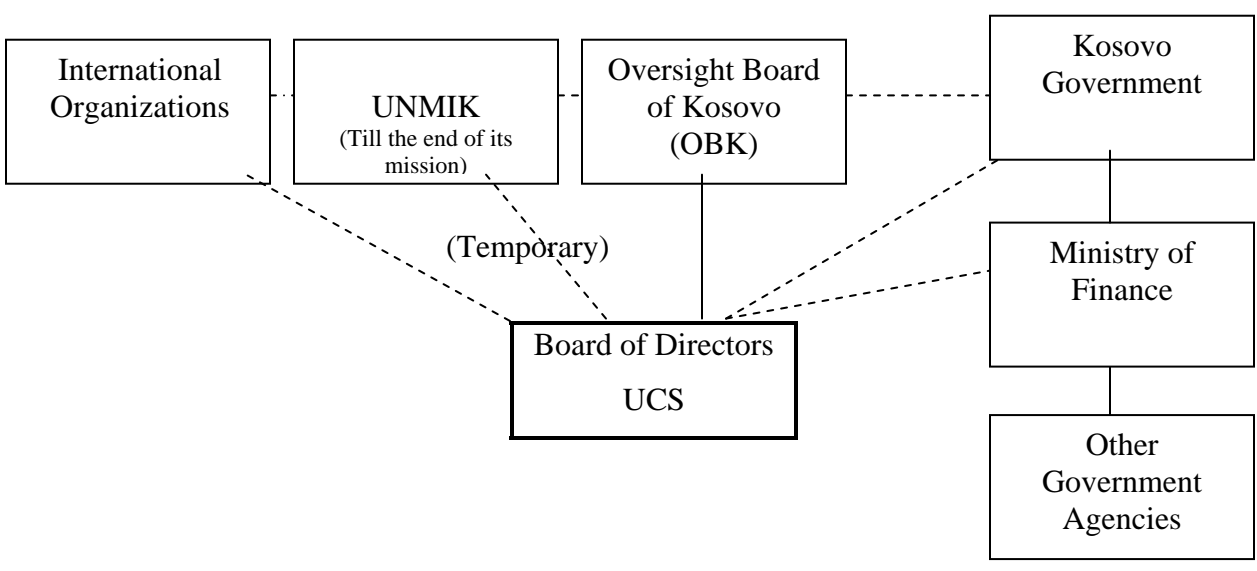 International
Organizations
UNMIK
(Till the end of its
mission)
Oversight Board
of Kosovo
(OBK)
Kosovo
Government
(Temporary)
Ministry of
Finance
Board of Directors
UCS
Other
Government
Agencies